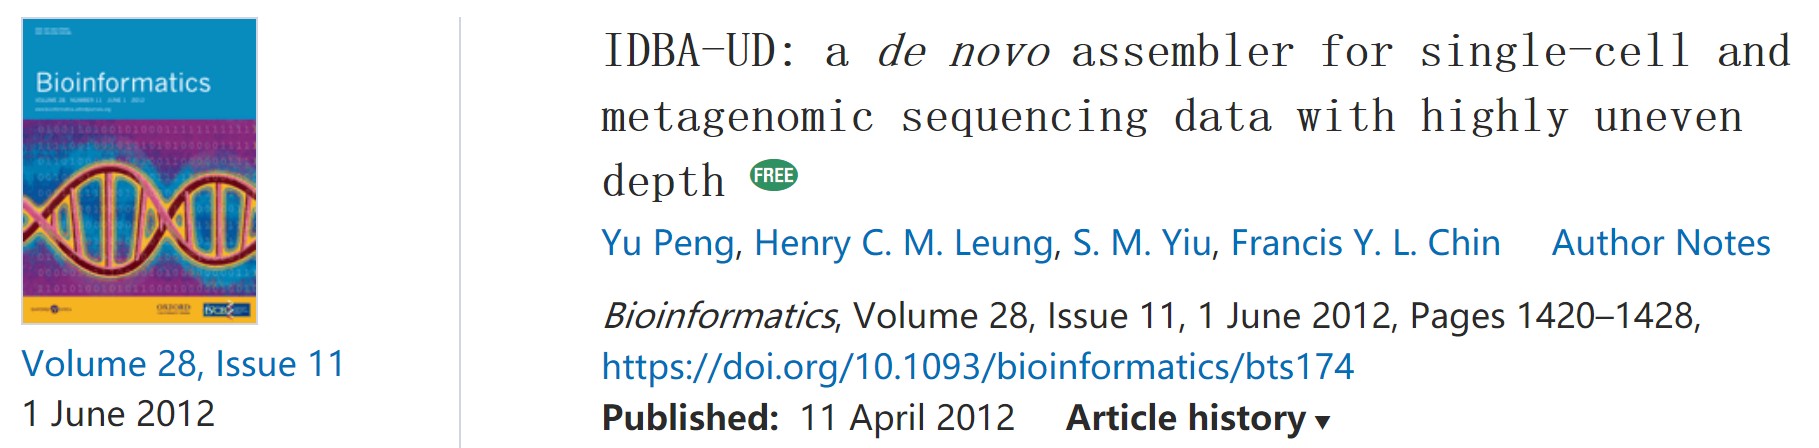 Bioinformatics
Volume 28, Issue 11
1 June 2012
IDBA-UD: a de novo assembler for single-cell and
metagenomic sequencing data with highly uneven
depth FREE
Yu Peng, Henry C. M. Leung, S. M. Yiu, Francis Y. L. Chin Author Notes
Bioinformatics, Volume 28, Issue 11, 1 June 2012, Pages 1420–1428,
https://doi.org/10.1093/bioinformatics/bts174
Published: 11 April 2012 Article history ▾